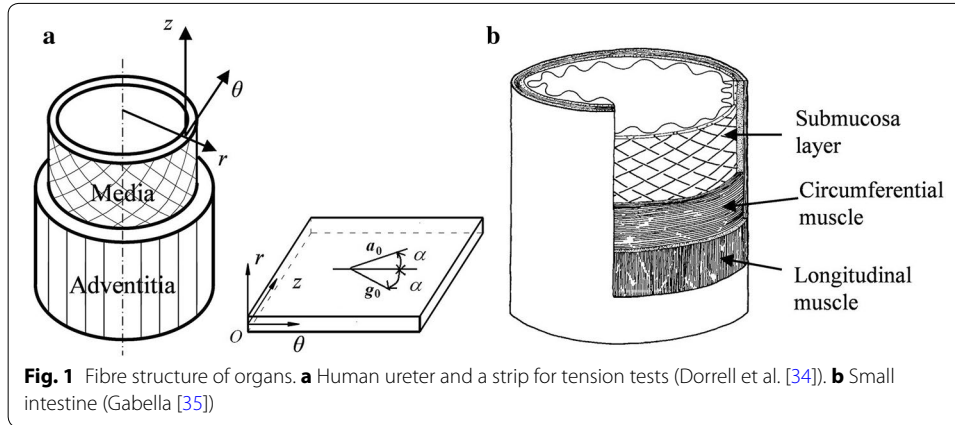 a
z
θ
r
Media
Adventitia
r
z
a₀
α
g₀
α
O
θ
b
Submucosa
layer
Circumferential
muscle
Longitudinal
muscle
Fig. 1 Fibre structure of organs. a Human ureter and a strip for tension tests (Dorrell et al. [34]). b Small
intestine (Gabella [35])